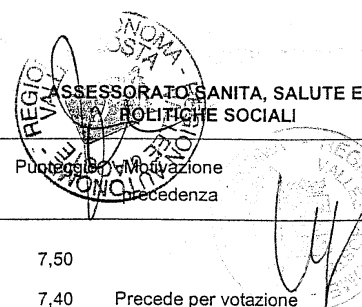 ASSESSORATO SANITA, SALUTE E
POLITICHE SOCIALI
Punteggio Motivazione
precedenza
7,50
7,40 Precede per votazione